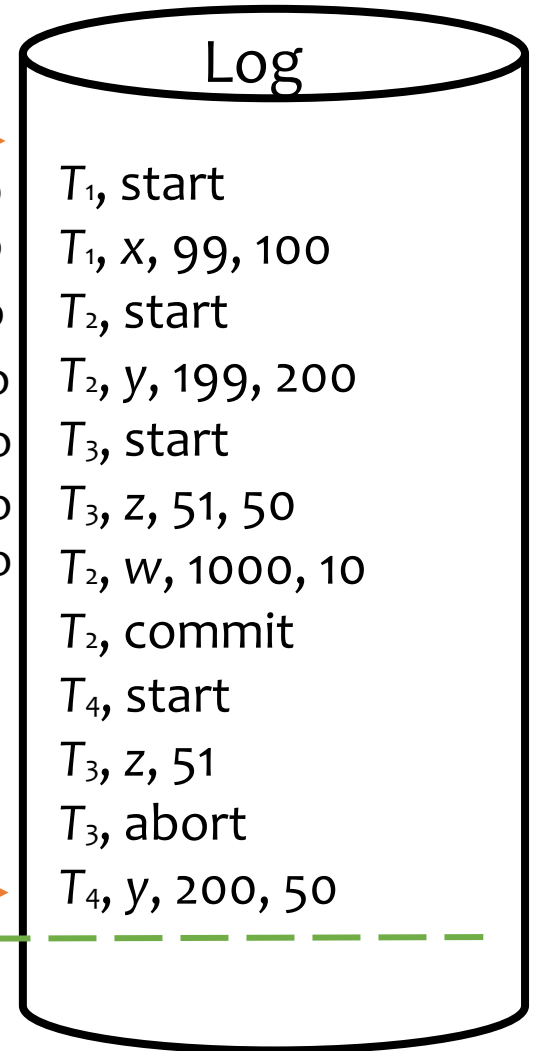 Log
T₁, start
T₁, x, 99, 100
T₂, start
T₂, y, 199, 200
T₃, start
T₃, z, 51, 50
T₂, w, 1000, 10
T₂, commit
T₄, start
T₃, z, 51
T₃, abort
T₄, y, 200, 50